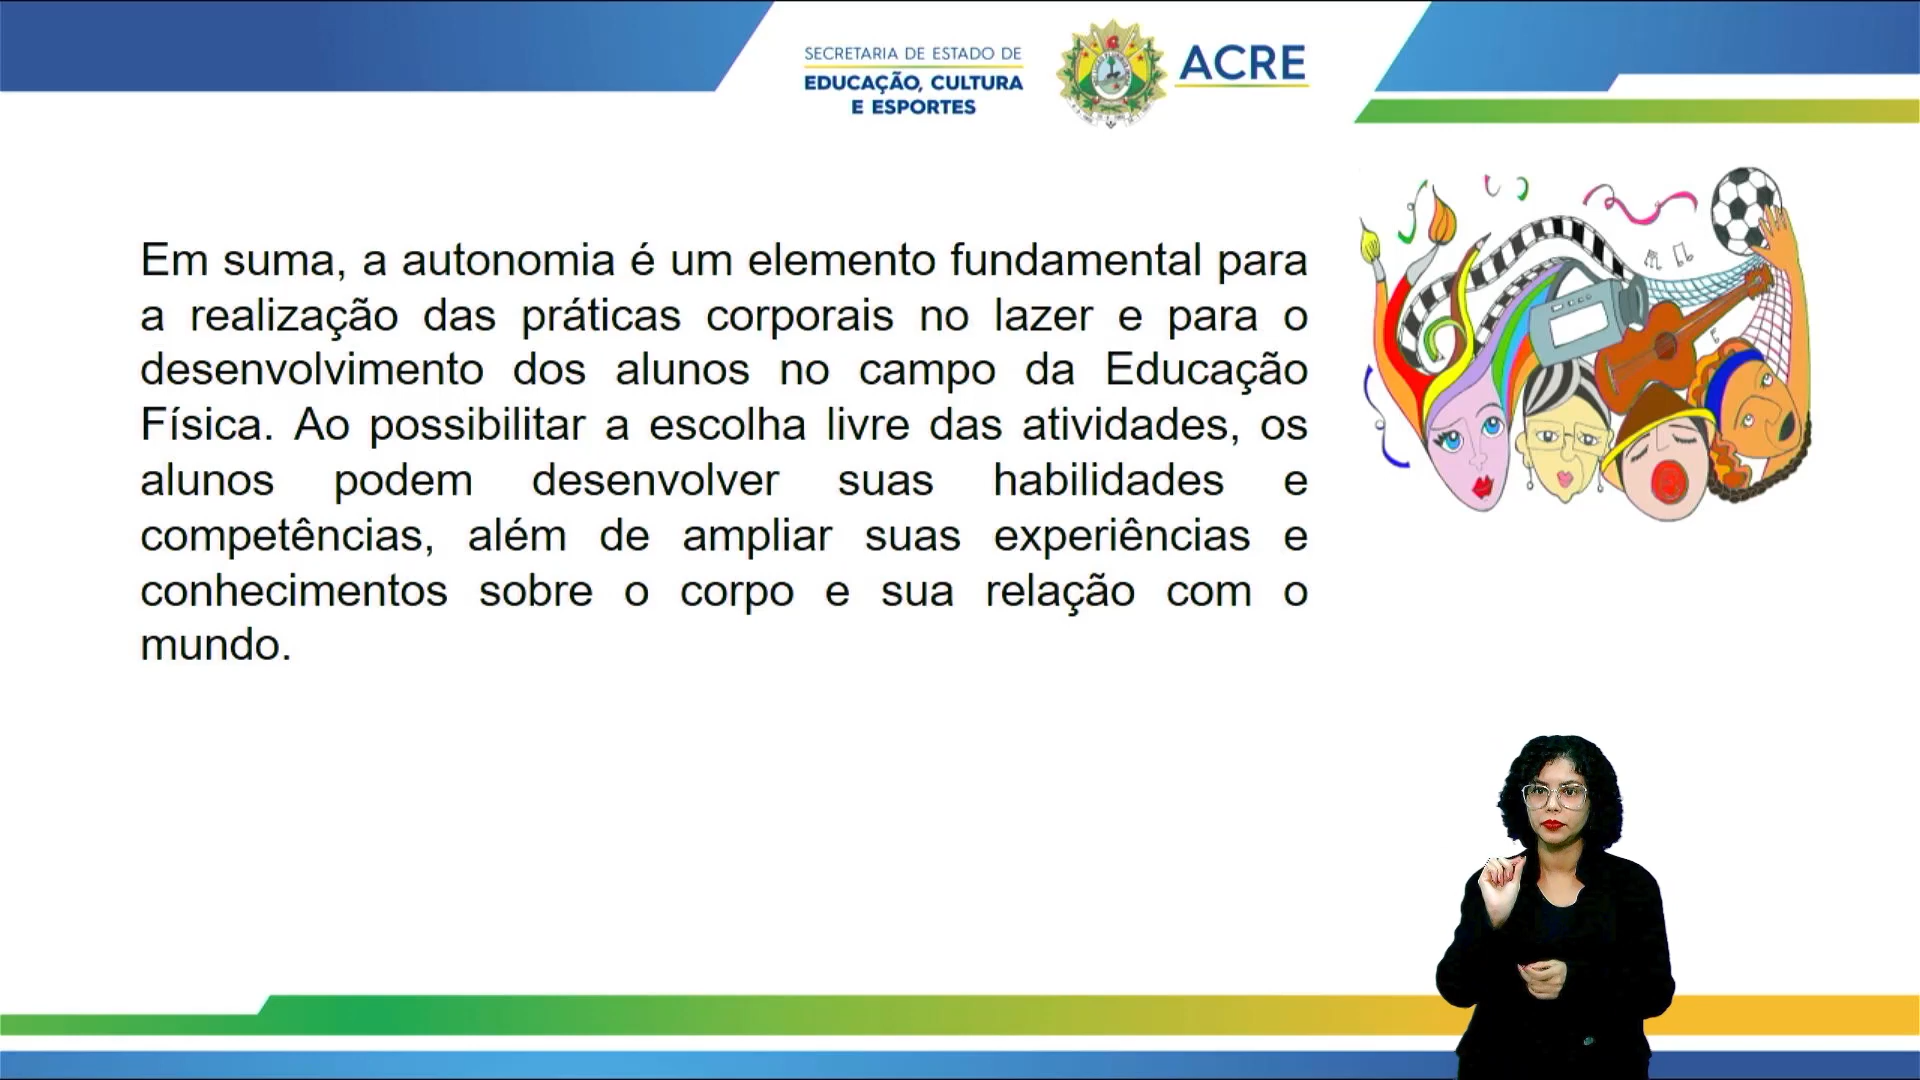 SECRETARIA DE ESTADO DE
EDUCAÇÃO, CULTURA
E ESPORTES
ACRE
Em suma, a autonomia é um elemento fundamental para
a realização das práticas corporais no lazer e para o
desenvolvimento dos alunos no campo da Educação
Física. Ao possibilitar a escolha livre das atividades, os
alunos podem desenvolver suas habilidades e
competências, além de ampliar suas experiências e
conhecimentos sobre o corpo e sua relação com o
mundo.